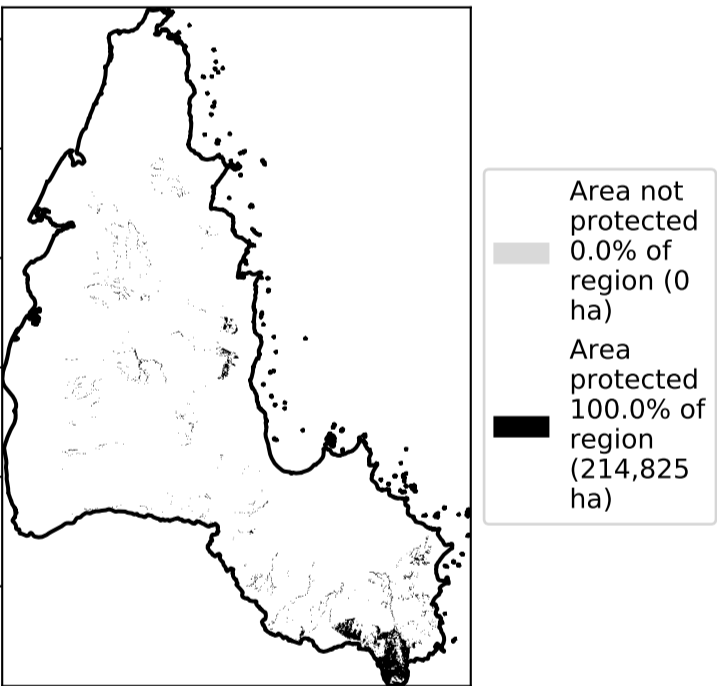 Area not
protected
0.0% of
region (0
ha)
Area
protected
100.0% of
region
(214,825
ha)